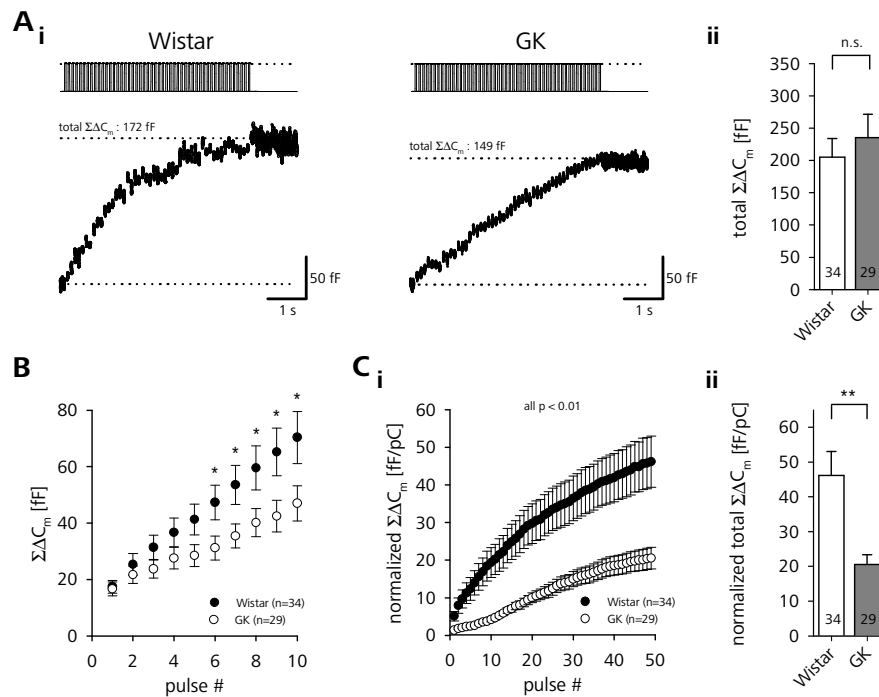 A
i
Wistar
GK
ii
total ΣΔCm : 172 fF
total ΣΔCm : 149 fF
50 fF
1 s
50 fF
1 s
n.s.
350
300
250
200
150
100
50
0
total ΣΔCm [fF]
34
29
Wistar
GK
B
80
60
40
20
0
ΣΔCm [fF]
* * * * *
Wistar (n=34)
GK (n=29)
0 2 4 6 8 10
pulse #
C
i
all p < 0.01
60
50
40
30
20
10
0
normalized ΣΔCm [fF/pC]
Wistar (n=34)
GK (n=29)
0 10 20 30 40 50
pulse #
ii
**
60
50
40
30
20
10
0
normalized total ΣΔCm [fF/pC]
34
29
Wistar
GK